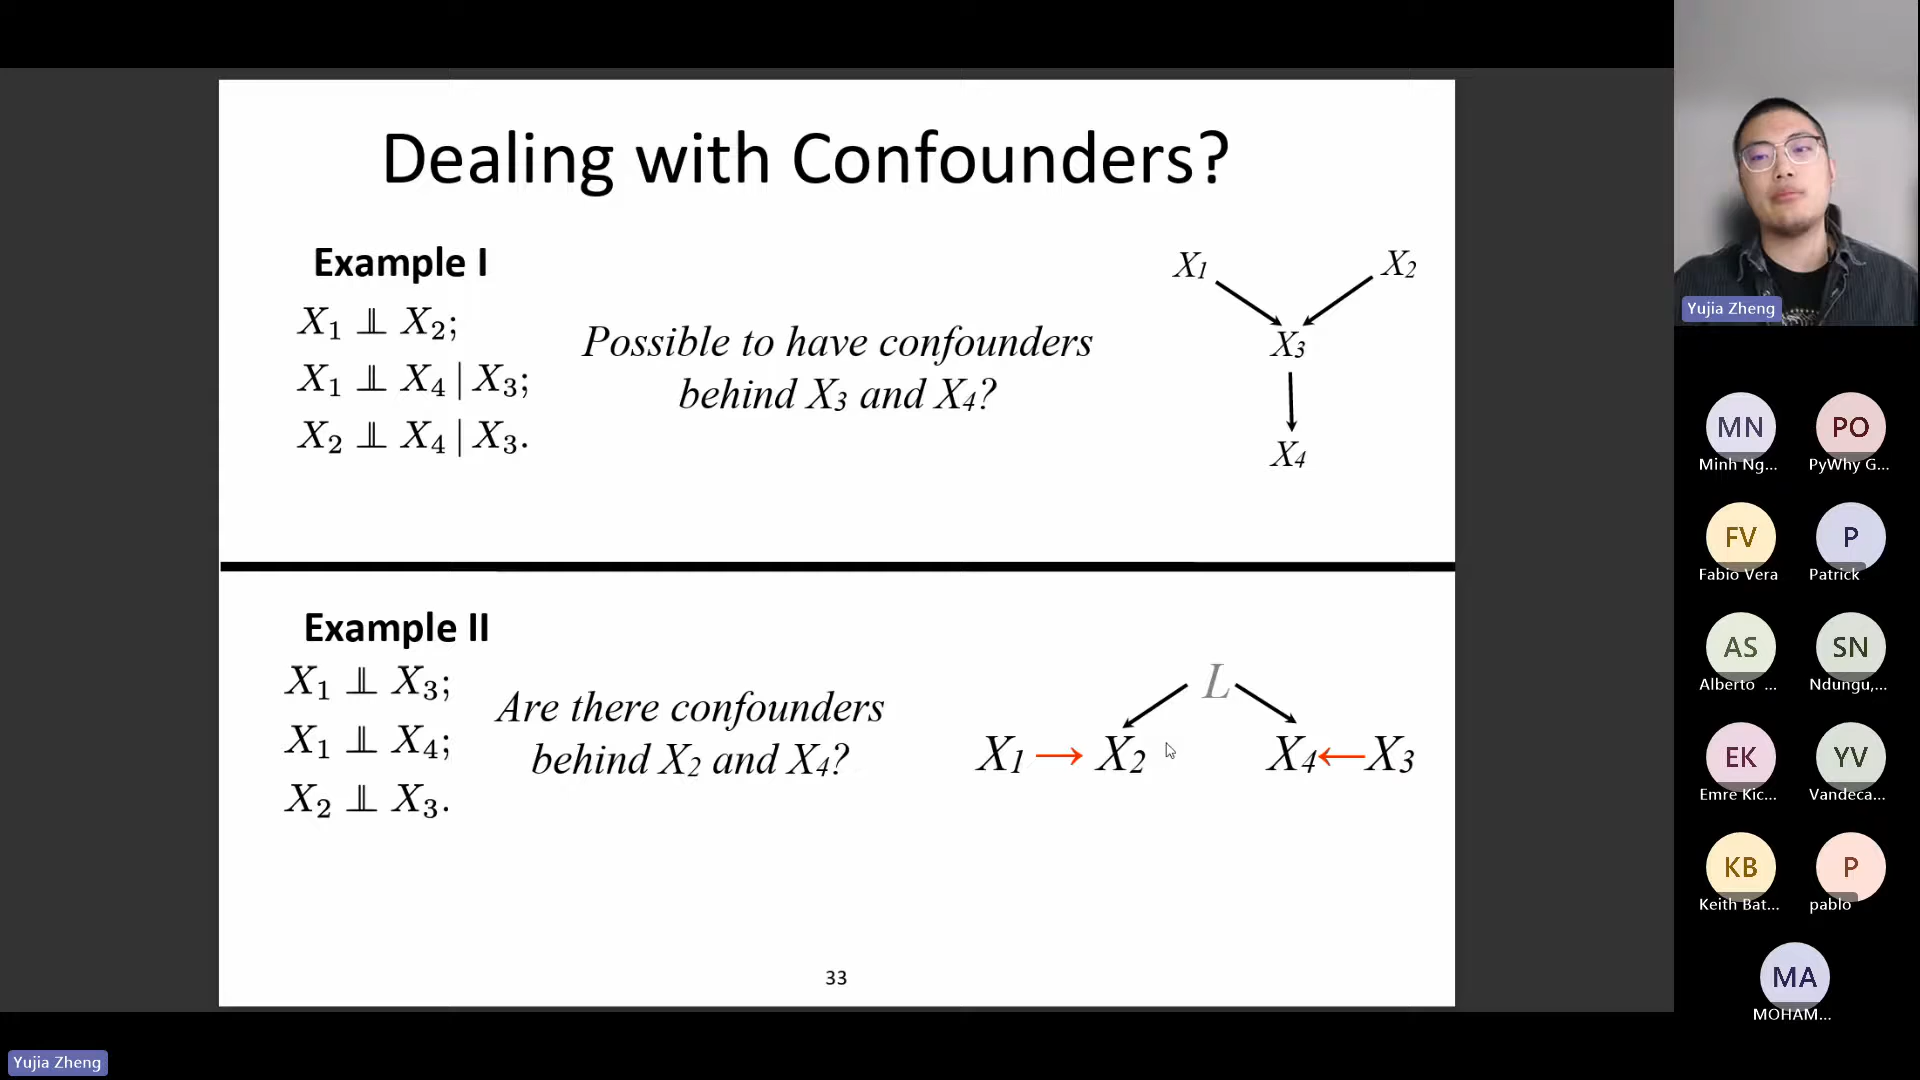 Dealing with Confounders?
Example I
X₁ ⫫ X₂;
X₁ ⫫ X₄ | X₃;
X₂ ⫫ X₄ | X₃.
Possible to have confounders
behind X₃ and X₄?
X₁ X₂
X₃
X₄
Example II
X₁ ⫫ X₃;
X₁ ⫫ X₄;
X₂ ⫫ X₃.
Are there confounders
behind X₂ and X₄?
L
X₁ → X₂ X₄ ← X₃
33
Yujia Zheng
MN PO
Minh Ng... PyWhy G...
FV P
Fabio Vera Patrick
AS SN
Alberto ... Ndungu,...
EK YV
Emre Kic... Vandeca...
KB P
Keith Bat... pablo
MA
MOHAM...
Yujia Zheng